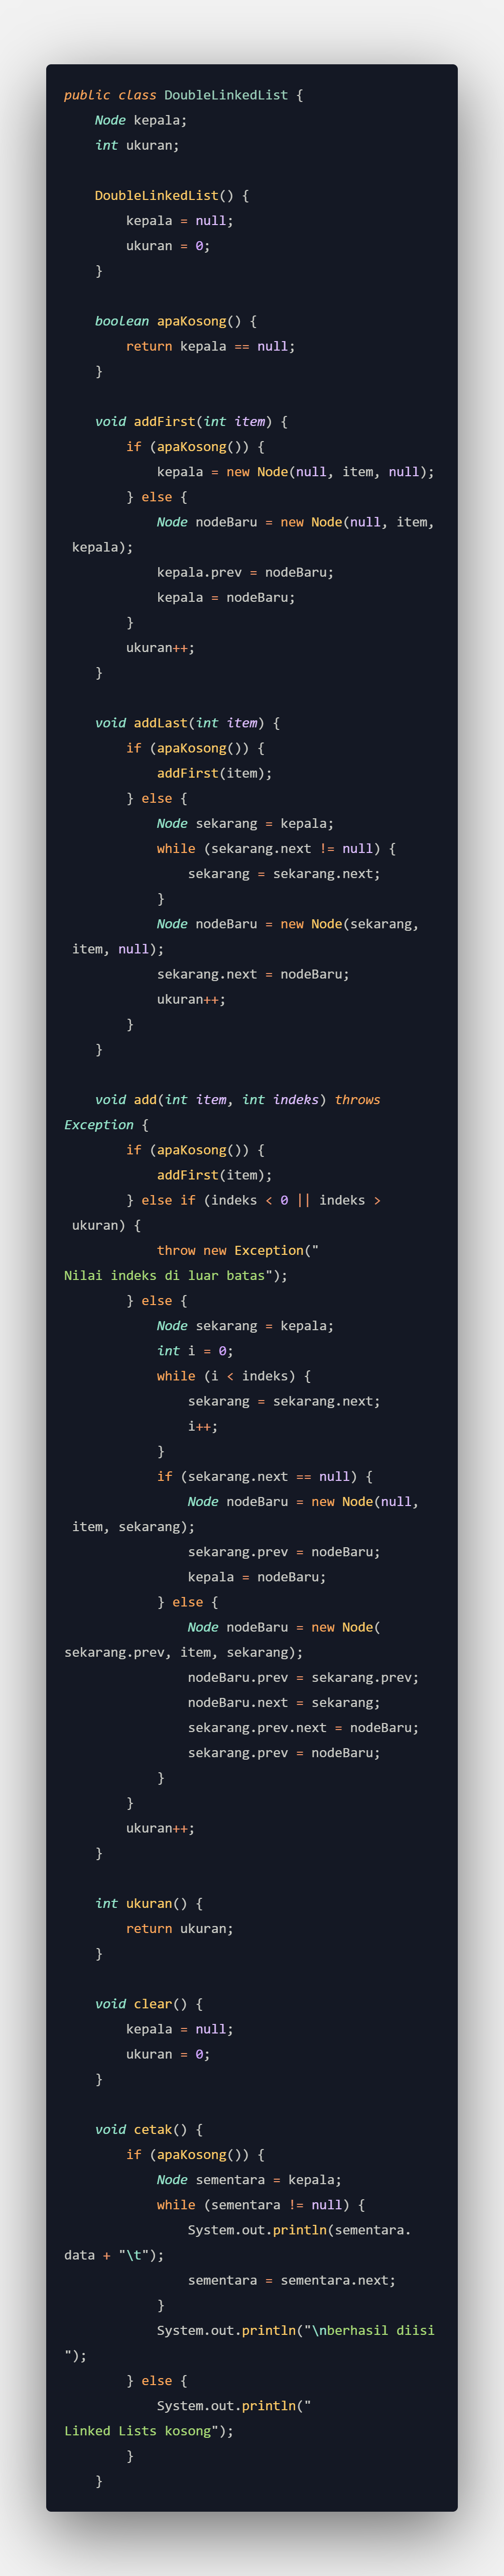 public class DoubleLinkedList {
    Node kepala;
    int ukuran;

    DoubleLinkedList() {
        kepala = null;
        ukuran = 0;
    }

    boolean apaKosong() {
        return kepala == null;
    }

    void addFirst(int item) {
        if (apaKosong()) {
            kepala = new Node(null, item, null);
        } else {
            Node nodeBaru = new Node(null, item,
 kepala);
            kepala.prev = nodeBaru;
            kepala = nodeBaru;
        }
        ukuran++;
    }

    void addLast(int item) {
        if (apaKosong()) {
            addFirst(item);
        } else {
            Node sekarang = kepala;
            while (sekarang.next != null) {
                sekarang = sekarang.next;
            }
            Node nodeBaru = new Node(sekarang,
 item, null);
            sekarang.next = nodeBaru;
            ukuran++;
        }
    }

    void add(int item, int indeks) throws
Exception {
        if (apaKosong()) {
            addFirst(item);
        } else if (indeks < 0 || indeks >
 ukuran) {
            throw new Exception("
Nilai indeks di luar batas");
        } else {
            Node sekarang = kepala;
            int i = 0;
            while (i < indeks) {
                sekarang = sekarang.next;
                i++;
            }
            if (sekarang.next == null) {
                Node nodeBaru = new Node(null,
 item, sekarang);
                sekarang.prev = nodeBaru;
                kepala = nodeBaru;
            } else {
                Node nodeBaru = new Node(
sekarang.prev, item, sekarang);
                nodeBaru.prev = sekarang.prev;
                nodeBaru.next = sekarang;
                sekarang.prev.next = nodeBaru;
                sekarang.prev = nodeBaru;
            }
        }
        ukuran++;
    }

    int ukuran() {
        return ukuran;
    }

    void clear() {
        kepala = null;
        ukuran = 0;
    }

    void cetak() {
        if (apaKosong()) {
            Node sementara = kepala;
            while (sementara != null) {
                System.out.println(sementara.
data + "\t");
                sementara = sementara.next;
            }
            System.out.println("\nberhasil diisi
");
        } else {
            System.out.println("
Linked Lists kosong");
        }
    }